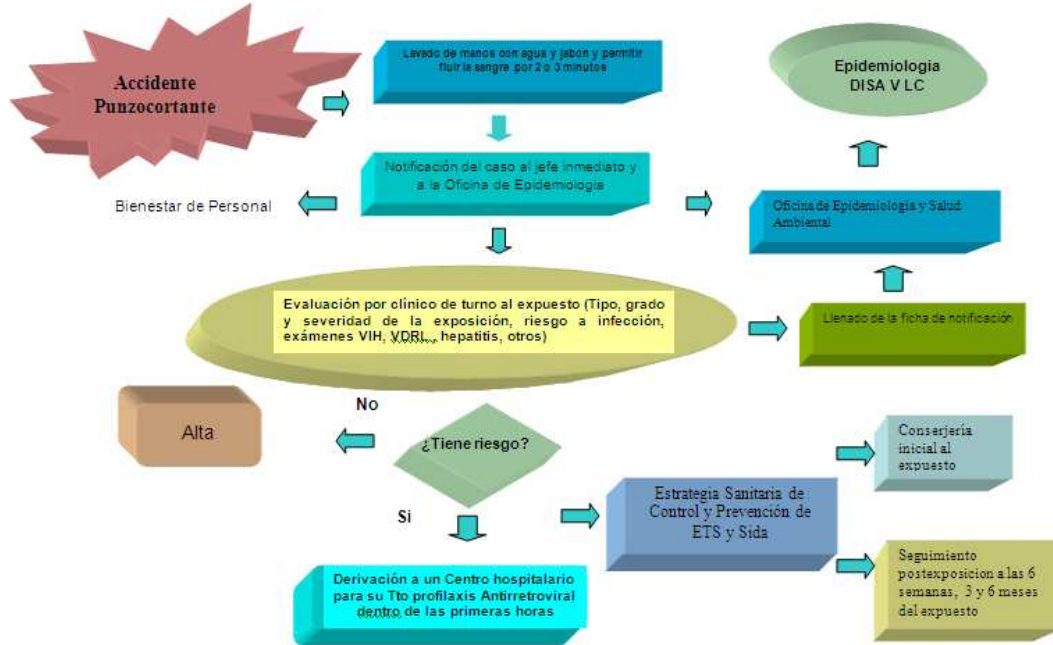 Accidente
Punzocortante
Lavado de manos con agua y jabon y permitir
fluir la sangre por 2 o 3 minutos
Epidemiologia
DISA V LC
Notificación del caso al jefe inmediato y
a la Oficina de Epidemiología
Bienestar de Personal
Oficina de Epidemiologia y Salud
Ambiental
Evaluación por clínico de turno al expuesto (Tipo, grado
y severidad de la exposición, riesgo a infección,
exámenes VIH, VDRL, hepatitis, otros)
Llenado de la ficha de notificación
No
Alta
¿Tiene riesgo?
Si
Conserjería
inicial al
expuesto
Estrategia Sanitaria de
Control y Prevención de
ETS y Sida
Derivación a un Centro hospitalario
para su Tto profilaxis Antirretroviral
dentro de las primeras horas
Seguimiento
postexposicion a las 6
semanas, 3 y 6 meses
del expuesto